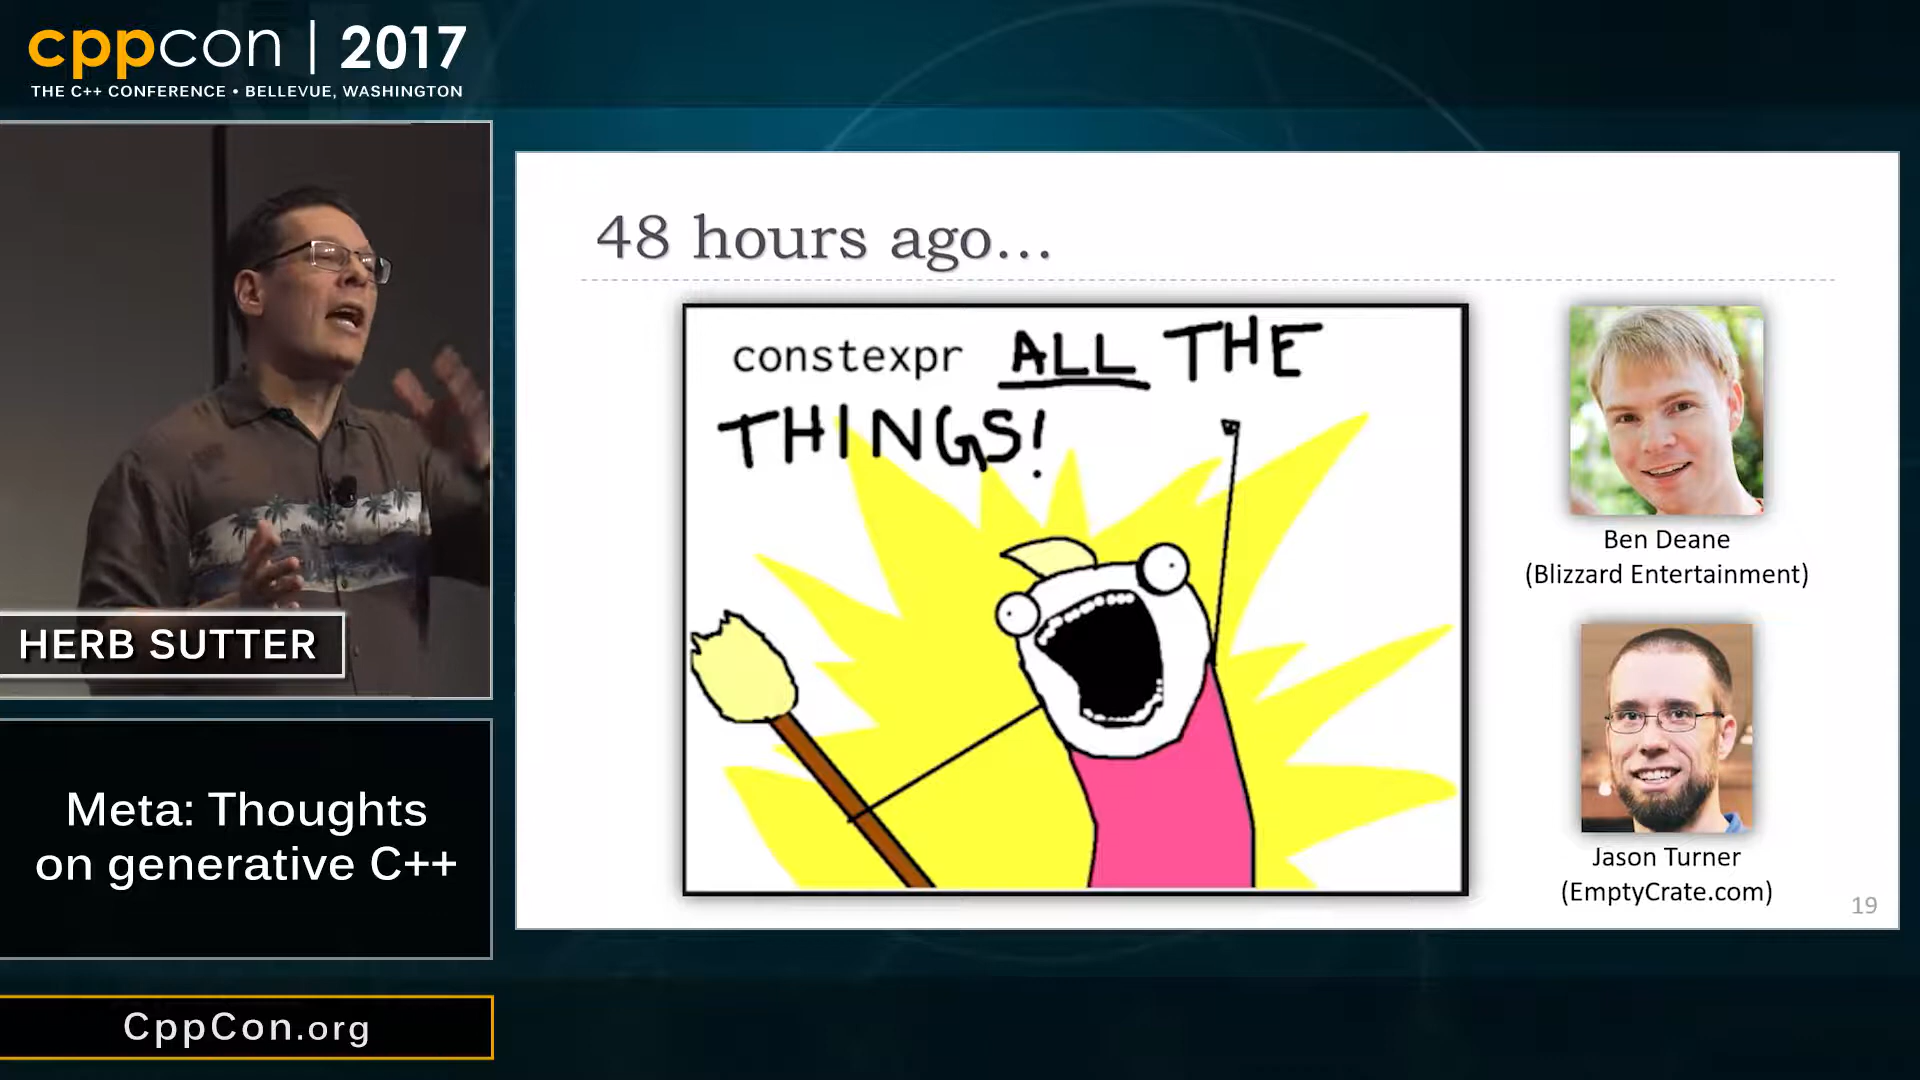 cppcon | 2017
THE C++ CONFERENCE • BELLEVUE, WASHINGTON
HERB SUTTER
Meta: Thoughts
on generative C++
CppCon.org
48 hours ago...
constexpr ALL THE
THINGS!
Ben Deane
(Blizzard Entertainment)
Jason Turner
(EmptyCrate.com)
19